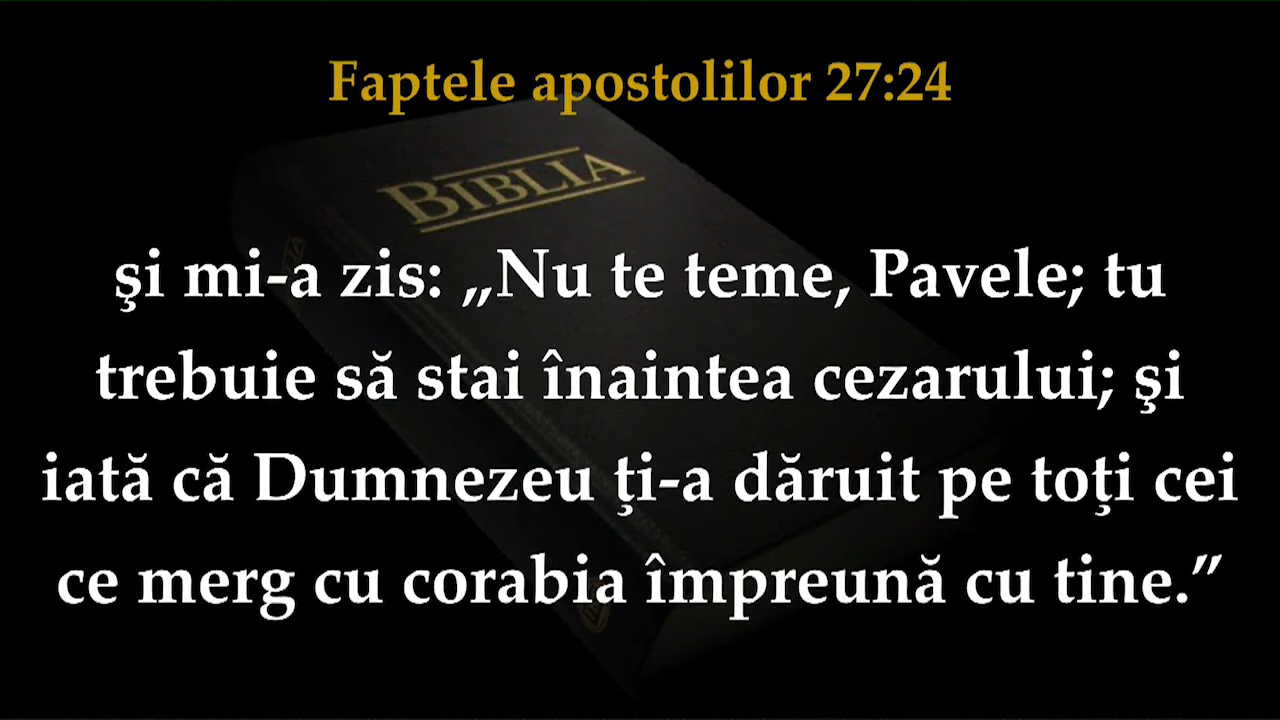 Faptele apostolilor 27:24
BIBLIA
şi mi-a zis: „Nu te teme, Pavele; tu
trebuie să stai înaintea cezarului; şi
iată că Dumnezeu ţi-a dăruit pe toţi cei
ce merg cu corabia împreună cu tine.”